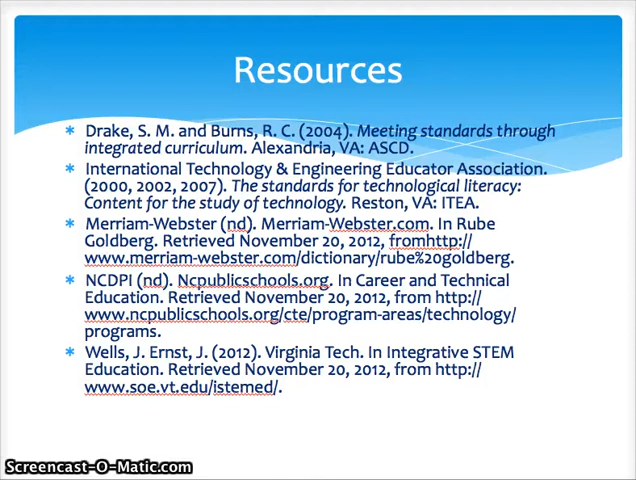 Resources
Drake, S. M. and Burns, R. C. (2004). Meeting standards through
integrated curriculum. Alexandria, VA: ASCD.
International Technology & Engineering Educator Association.
(2000, 2002, 2007). The standards for technological literacy:
Content for the study of technology. Reston, VA: ITEA.
Merriam-Webster (nd). Merriam-Webster.com. In Rube
Goldberg. Retrieved November 20, 2012, fromhttp://
www.merriam-webster.com/dictionary/rube%20goldberg.
NCDPI (nd). Ncpublicschools.org. In Career and Technical
Education. Retrieved November 20, 2012, from http://
www.ncpublicschools.org/cte/program-areas/technology/
programs.
Wells, J. Ernst, J. (2012). Virginia Tech. In Integrative STEM
Education. Retrieved November 20, 2012, from http://
www.soe.vt.edu/istemed/.
Screencast-O-Matic.com